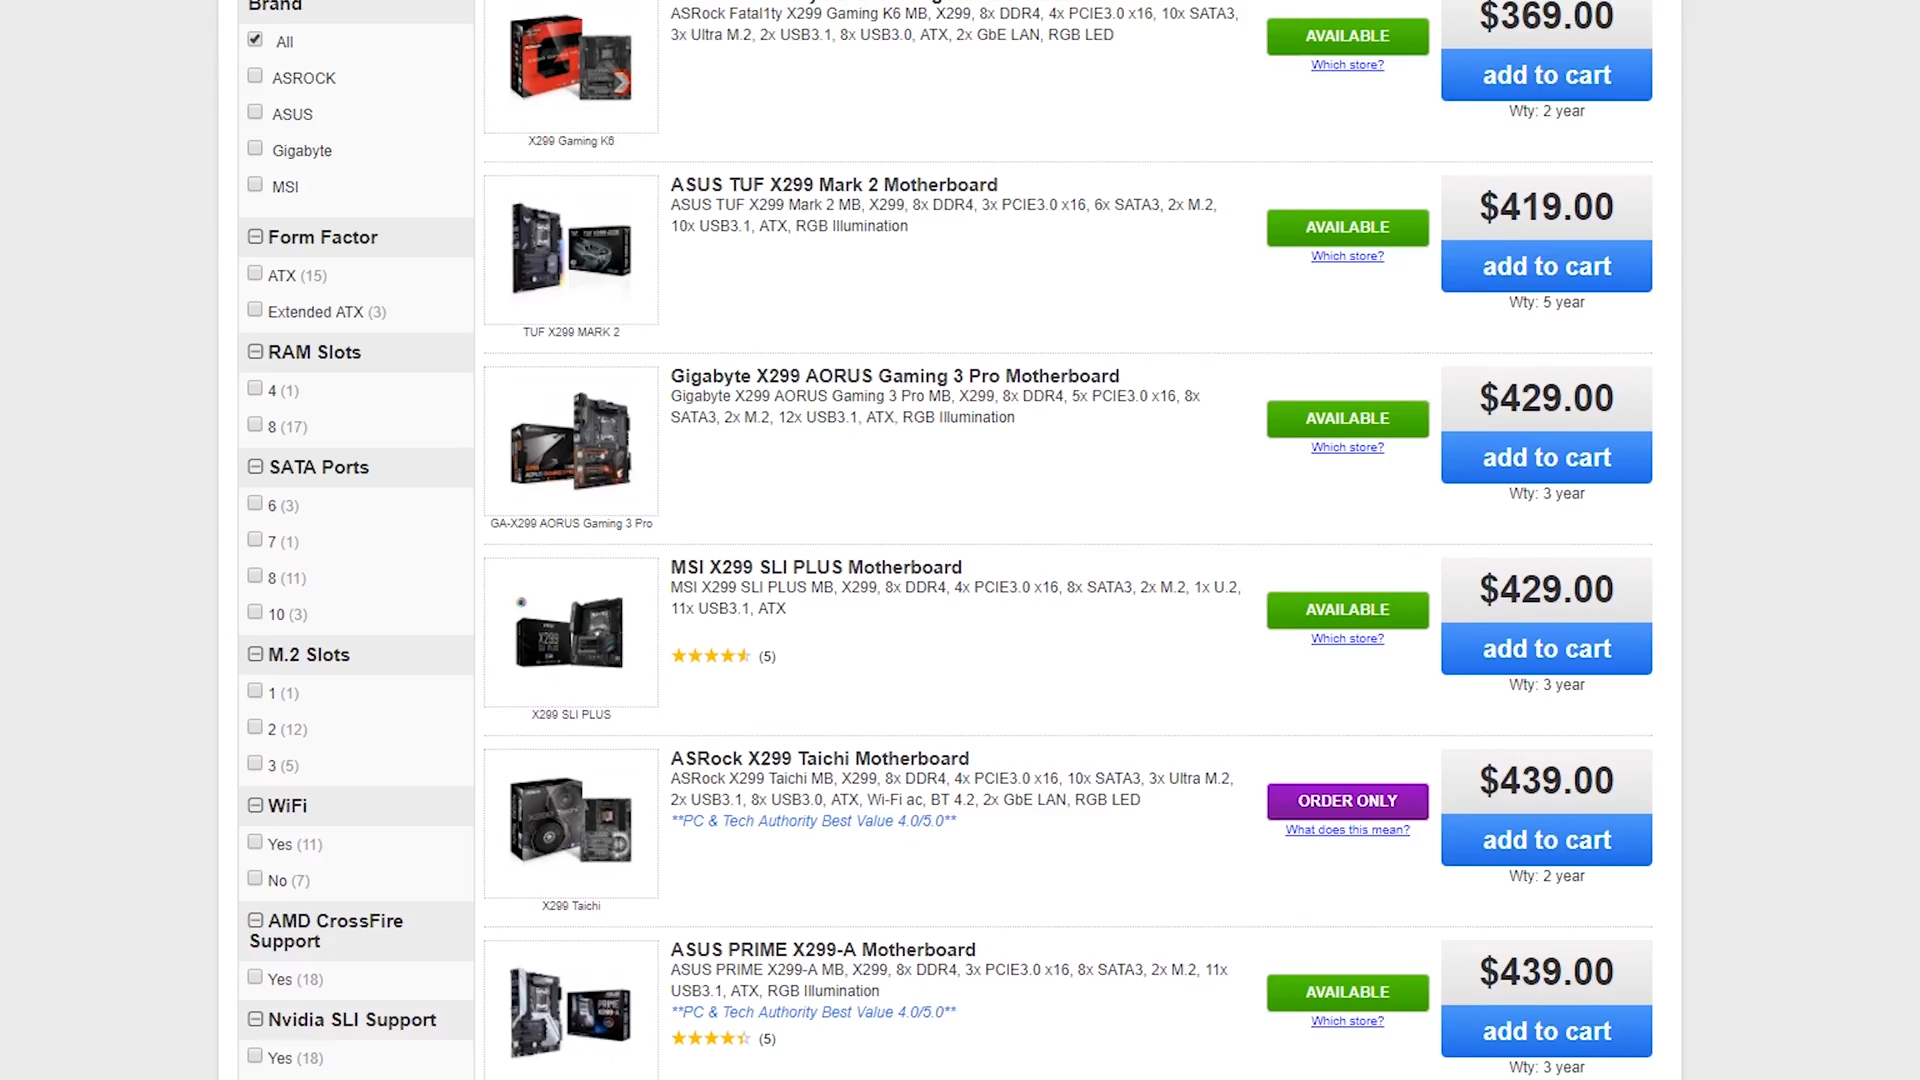 Brand
All
ASROCK
ASUS
Gigabyte
MSI
Form Factor
ATX (15)
Extended ATX (3)
RAM Slots
4 (1)
8 (17)
SATA Ports
6 (3)
7 (1)
8 (11)
10 (3)
M.2 Slots
1 (1)
2 (12)
3 (5)
WiFi
Yes (11)
No (7)
AMD CrossFire
Support
Yes (18)
Nvidia SLI Support
Yes (18)
ASRock Fatal1ty X299 Gaming K6 MB, X299, 8x DDR4, 4x PCIE3.0 x16, 10x SATA3,
3x Ultra M.2, 2x USB3.1, 8x USB3.0, ATX, 2x GbE LAN, RGB LED
X299 Gaming K6
AVAILABLE
Which store?
$369.00
add to cart
Wty: 2 year
ASUS TUF X299 Mark 2 Motherboard
ASUS TUF X299 Mark 2 MB, X299, 8x DDR4, 3x PCIE3.0 x16, 6x SATA3, 2x M.2,
10x USB3.1, ATX, RGB Illumination
TUF X299 MARK 2
AVAILABLE
Which store?
$419.00
add to cart
Wty: 5 year
Gigabyte X299 AORUS Gaming 3 Pro Motherboard
Gigabyte X299 AORUS Gaming 3 Pro MB, X299, 8x DDR4, 5x PCIE3.0 x16, 8x
SATA3, 2x M.2, 12x USB3.1, ATX, RGB Illumination
GA-X299 AORUS Gaming 3 Pro
AVAILABLE
Which store?
$429.00
add to cart
Wty: 3 year
MSI X299 SLI PLUS Motherboard
MSI X299 SLI PLUS MB, X299, 8x DDR4, 4x PCIE3.0 x16, 8x SATA3, 2x M.2, 1x U.2,
11x USB3.1, ATX
(5)
X299 SLI PLUS
AVAILABLE
Which store?
$429.00
add to cart
Wty: 3 year
ASRock X299 Taichi Motherboard
ASRock X299 Taichi MB, X299, 8x DDR4, 4x PCIE3.0 x16, 10x SATA3, 3x Ultra M.2,
2x USB3.1, 8x USB3.0, ATX, Wi-Fi ac, BT 4.2, 2x GbE LAN, RGB LED
**PC & Tech Authority Best Value 4.0/5.0**
X299 Taichi
ORDER ONLY
What does this mean?
$439.00
add to cart
Wty: 2 year
ASUS PRIME X299-A Motherboard
ASUS PRIME X299-A MB, X299, 8x DDR4, 3x PCIE3.0 x16, 8x SATA3, 2x M.2, 11x
USB3.1, ATX, RGB Illumination
**PC & Tech Authority Best Value 4.0/5.0**
(5)
AVAILABLE
Which store?
$439.00
add to cart
Wty: 3 year